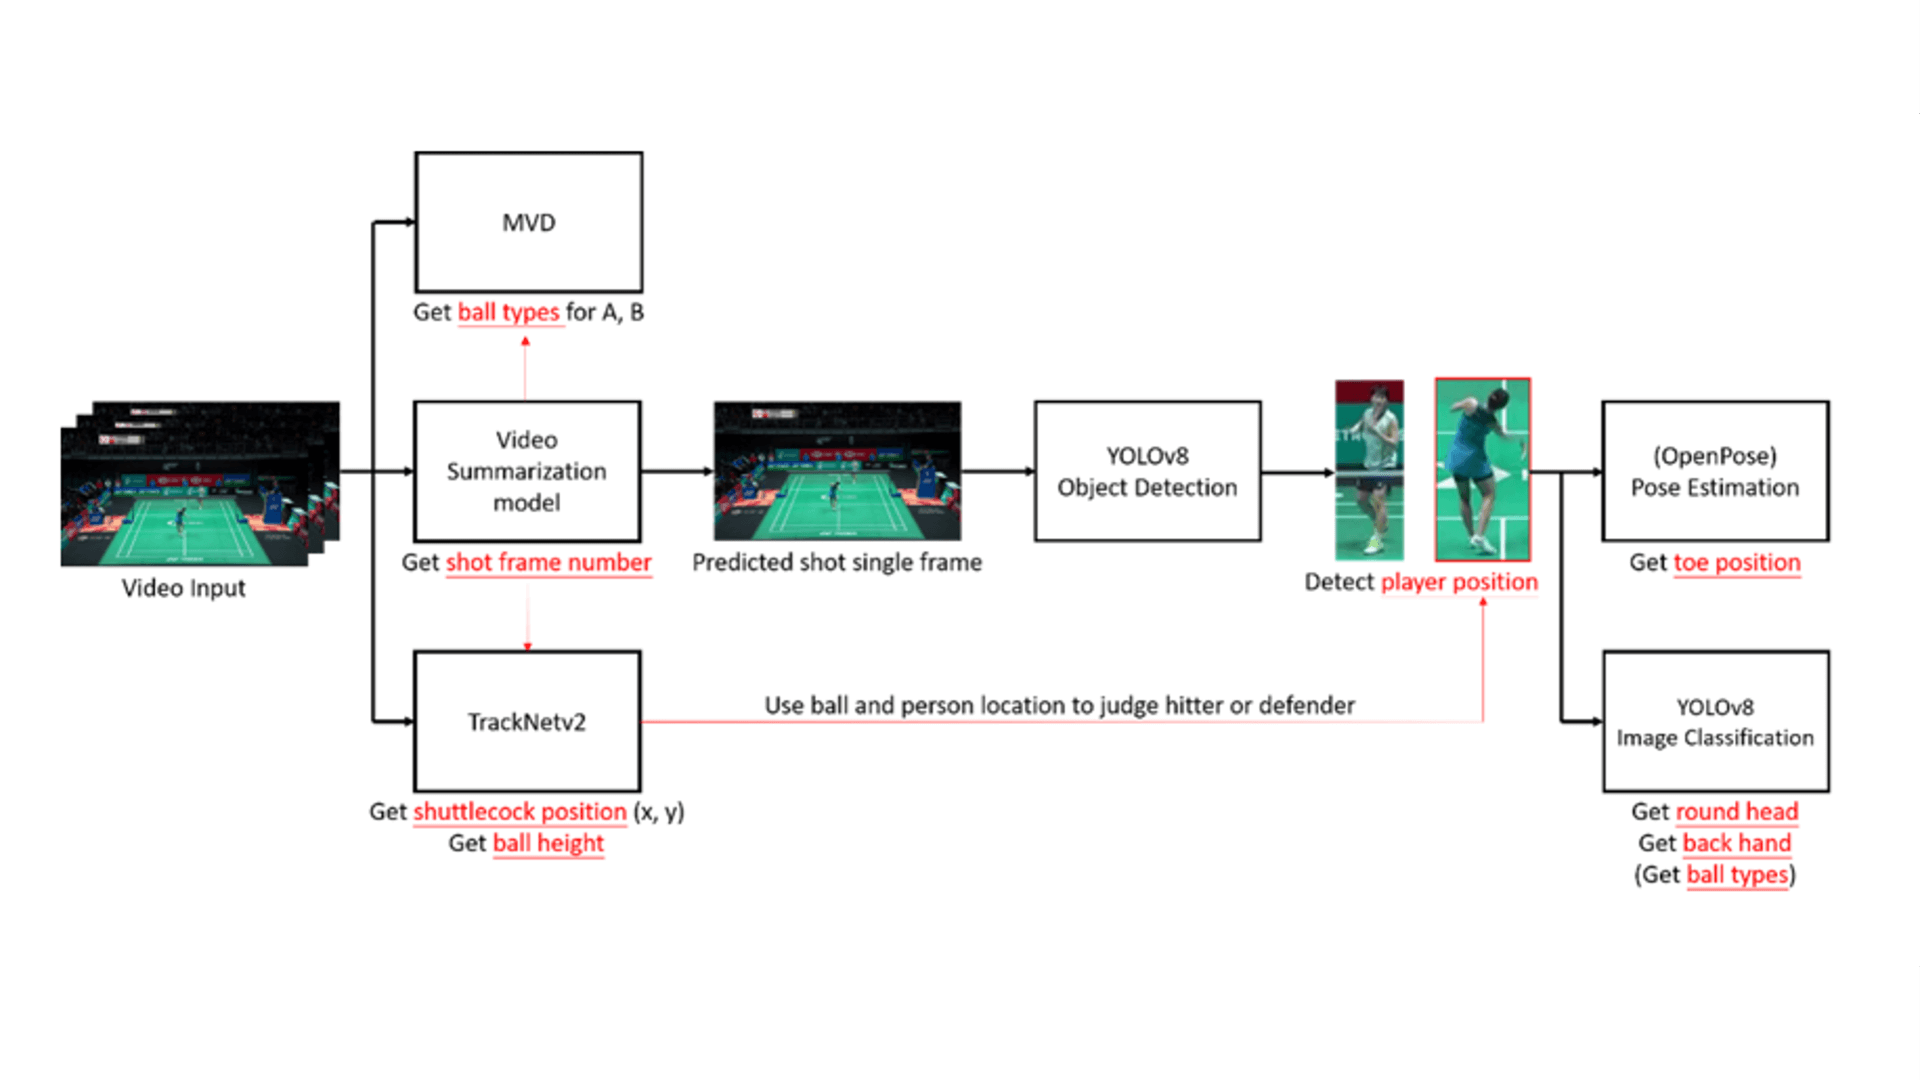 MVD
Get ball types for A, B
Video
Summarization
model
Get shot frame number
Video Input
Predicted shot single frame
YOLOv8
Object Detection
Detect player position
(OpenPose)
Pose Estimation
Get toe position
TrackNetv2
Get shuttlecock position (x, y)
Get ball height
Use ball and person location to judge hitter or defender
YOLOv8
Image Classification
Get round head
Get back hand
(Get ball types)